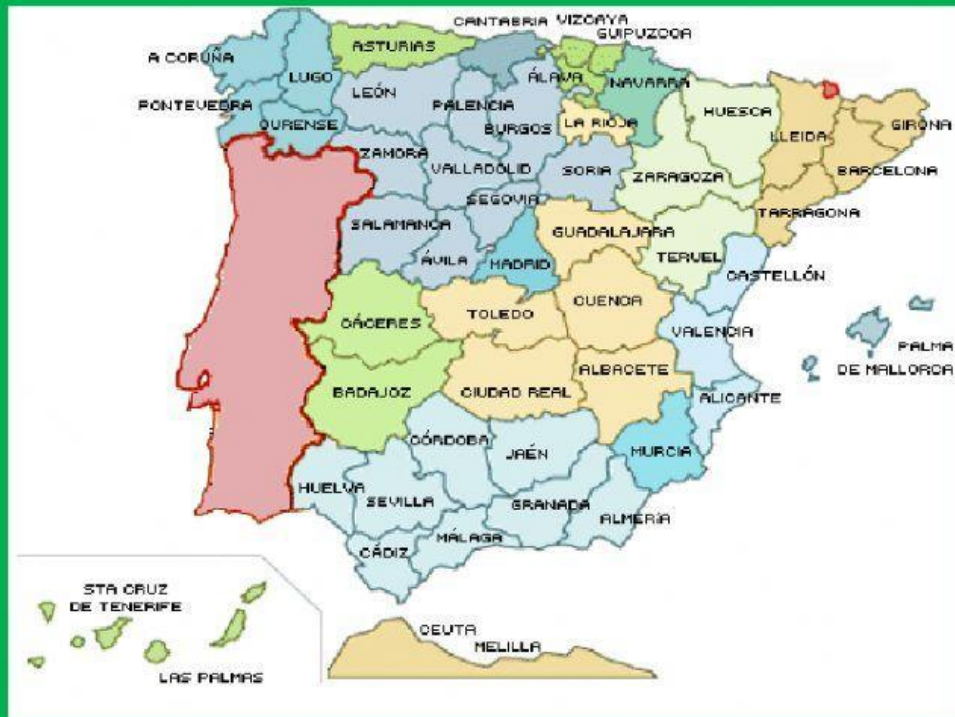 CANTABRIA VIZCAYA
GUIPUZCOA
ASTURIAS
A CORUÑA
LUGO
LEÓN
PALENCIA
ÁLAVA
NAVARRA
HUESCA
PONTEVEDRA
OURENSE
BURGOS
LA RIOJA
LLEIDA
GIRONA
ZAMORA
VALLADOLID
SORIA
ZARAGOZA
BARCELONA
SEGOVIA
SALAMANCA
TARRAGONA
GUADALAJARA
ÁVILA
MADRID
TERUEL
CASTELLÓN
CÁCERES
TOLEDO
CUENCA
VALENCIA
PALMA
DE MALLORCA
BADAJOZ
CIUDAD REAL
ALBACETE
ALICANTE
CÓRDOBA
JAÉN
MURCIA
HUELVA
SEVILLA
GRANADA
ALMERíA
MÁLAGA
CÁDIZ
STA CRUZ
DE TENERIFE
LAS PALMAS
CEUTA
MELILLA